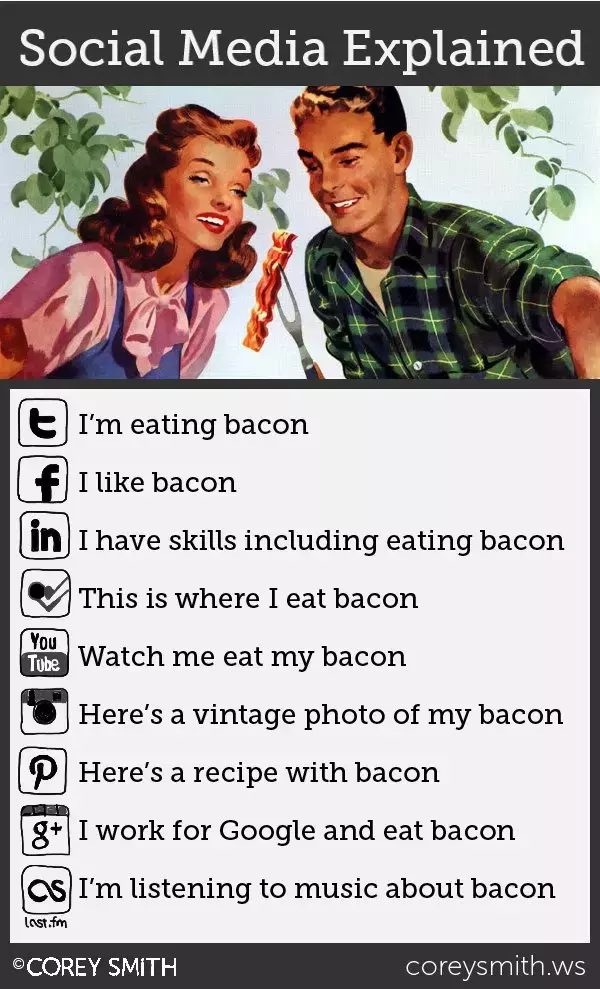 Social Media Explained
t I’m eating bacon
f I like bacon
in I have skills including eating bacon
This is where I eat bacon
You
Tube Watch me eat my bacon
Here’s a vintage photo of my bacon
P Here’s a recipe with bacon
g+ I work for Google and eat bacon
as I’m listening to music about bacon
last.fm
©COREY SMITH
coreysmith.ws